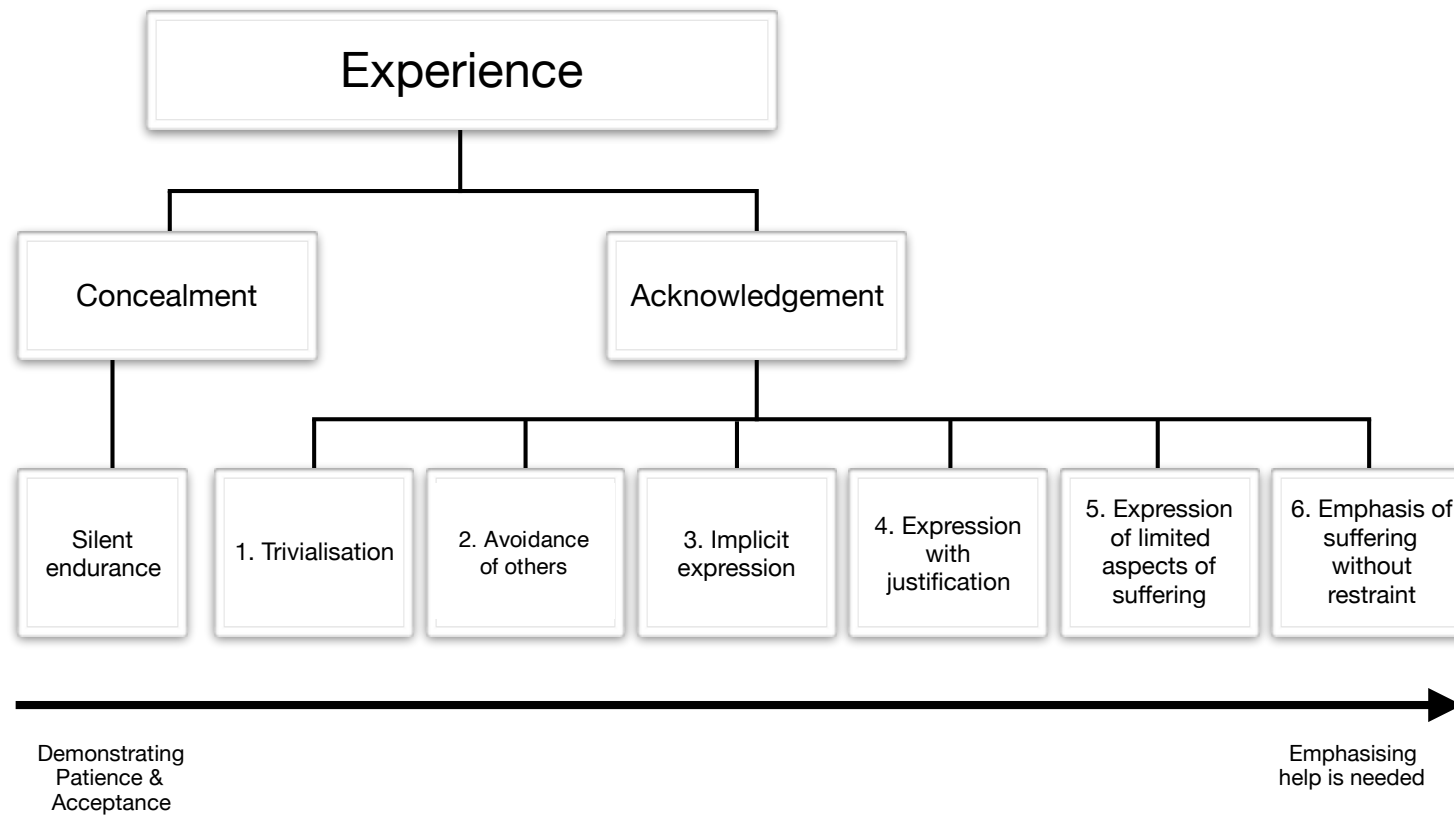 Experience
Concealment
Acknowledgement
Silent
endurance
1. Trivialisation
2. Avoidance
of others
3. Implicit
expression
4. Expression
with
justification
5. Expression
of limited
aspects of
suffering
6. Emphasis of
suffering
without
restraint
Demonstrating
Patience &
Acceptance
Emphasising
help is needed